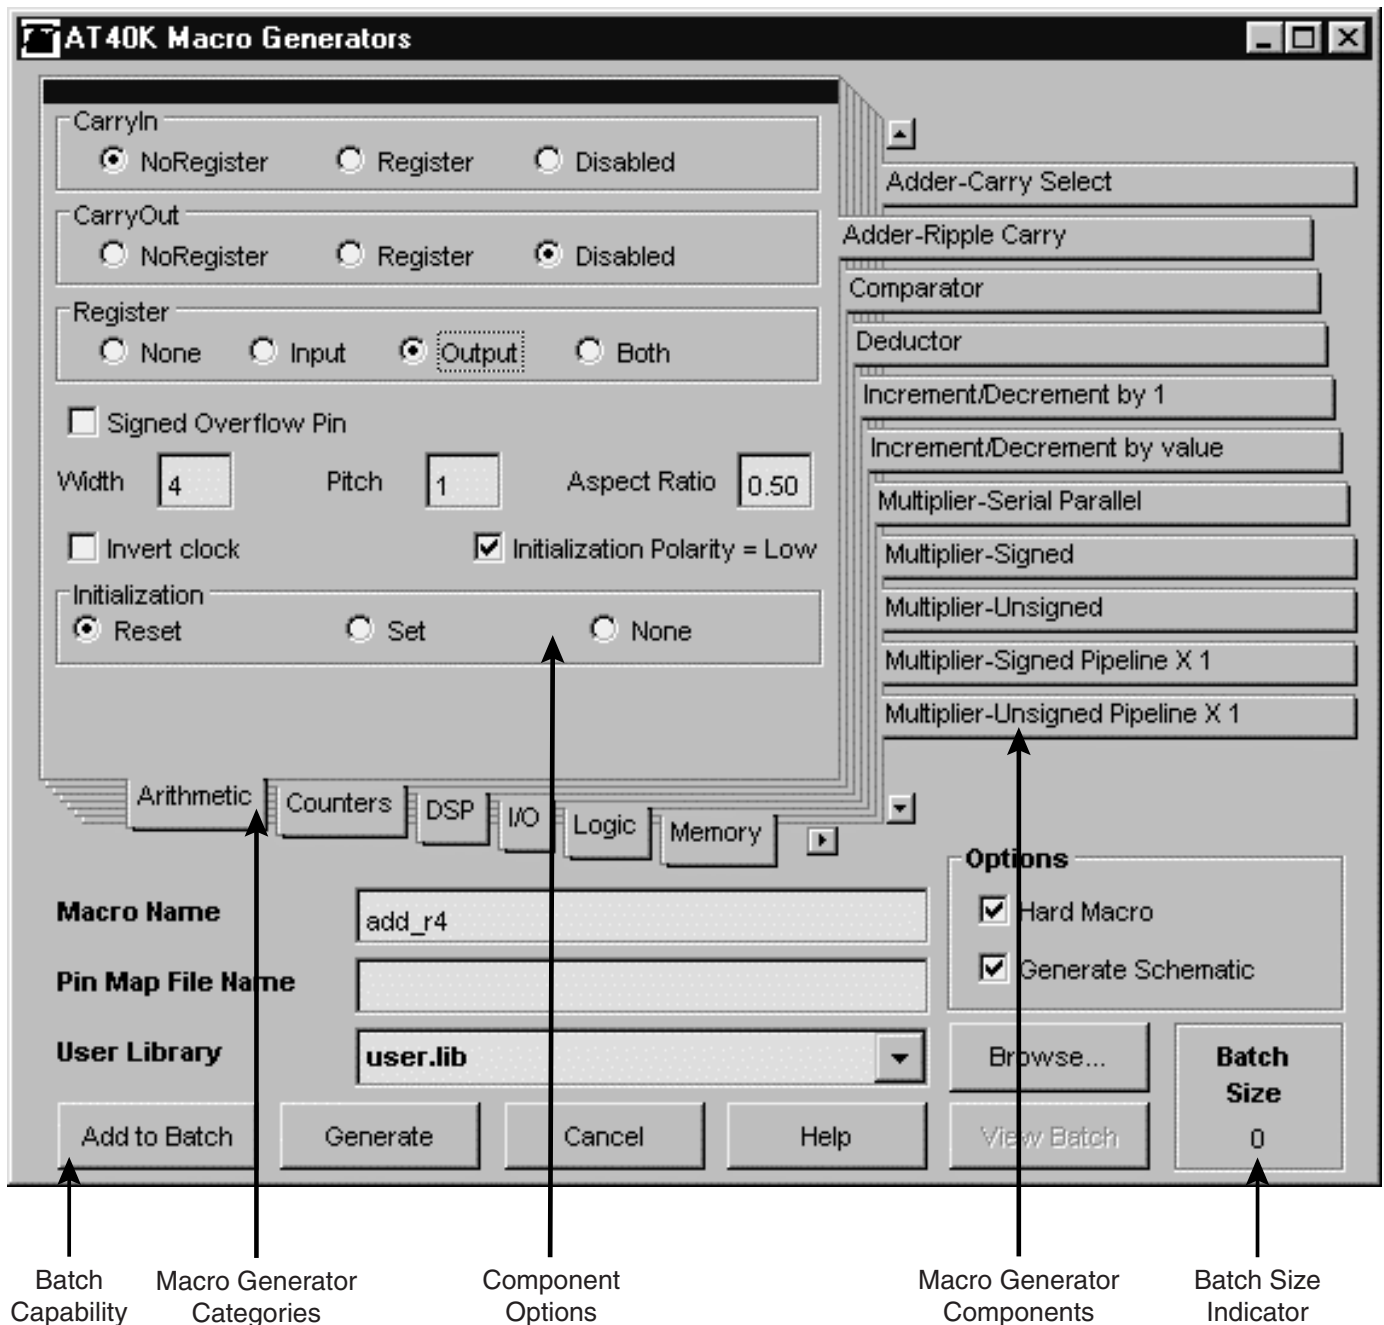 AT40K Macro Generators
CarryIn
NoRegister Register Disabled
CarryOut
NoRegister Register Disabled
Register
None Input Output Both
Signed Overflow Pin
Width 4 Pitch 1 Aspect Ratio 0.50
Invert clock Initialization Polarity = Low
Initialization
Reset Set None
Adder-Carry Select
Adder-Ripple Carry
Comparator
Deductor
Increment/Decrement by 1
Increment/Decrement by value
Multiplier-Serial Parallel
Multiplier-Signed
Multiplier-Unsigned
Multiplier-Signed Pipeline X 1
Multiplier-Unsigned Pipeline X 1
Arithmetic Counters DSP I/O Logic Memory
Macro Name add_r4
Pin Map File Name
User Library user.lib
Options
Hard Macro
Generate Schematic
Browse...
Batch
Size
0
Add to Batch Generate Cancel Help View Batch
Batch
Capability
Macro Generator
Categories
Component
Options
Macro Generator
Components
Batch Size
Indicator